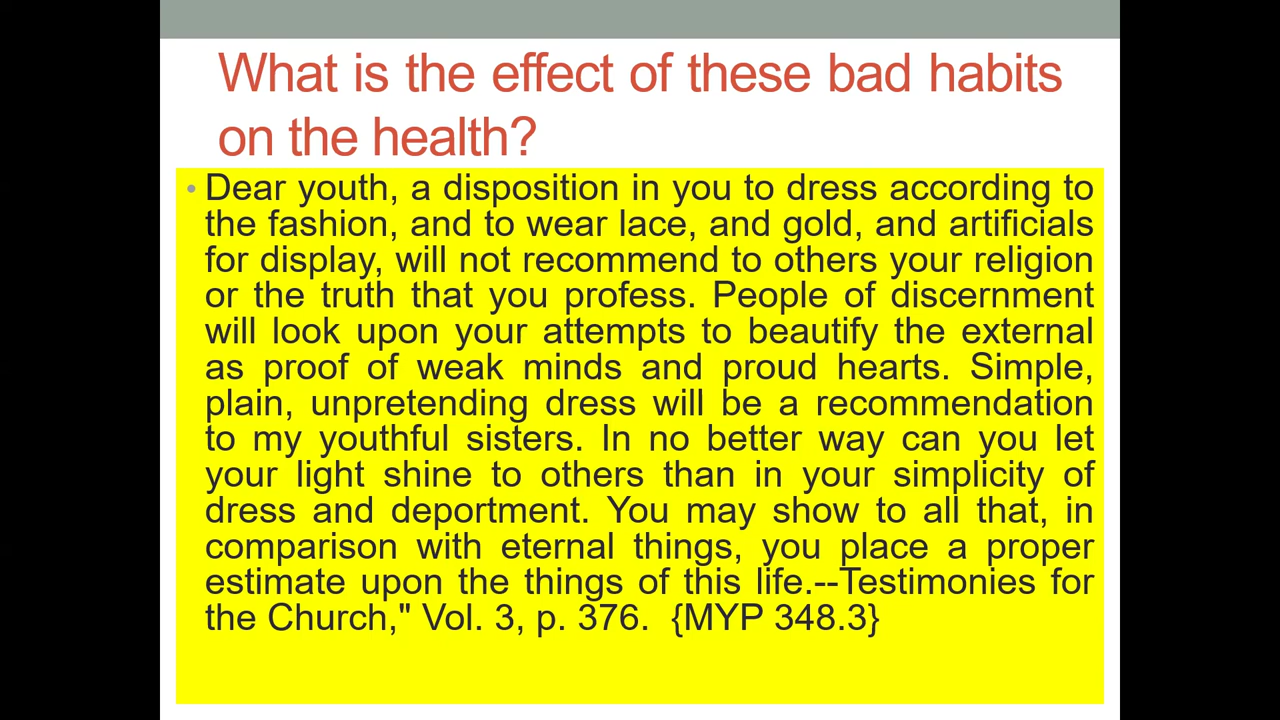 What is the effect of these bad habits
on the health?
• Dear youth, a disposition in you to dress according to
the fashion, and to wear lace, and gold, and artificials
for display, will not recommend to others your religion
or the truth that you profess. People of discernment
will look upon your attempts to beautify the external
as proof of weak minds and proud hearts. Simple,
plain, unpretending dress will be a recommendation
to my youthful sisters. In no better way can you let
your light shine to others than in your simplicity of
dress and deportment. You may show to all that, in
comparison with eternal things, you place a proper
estimate upon the things of this life.--Testimonies for
the Church," Vol. 3, p. 376.  {MYP 348.3}